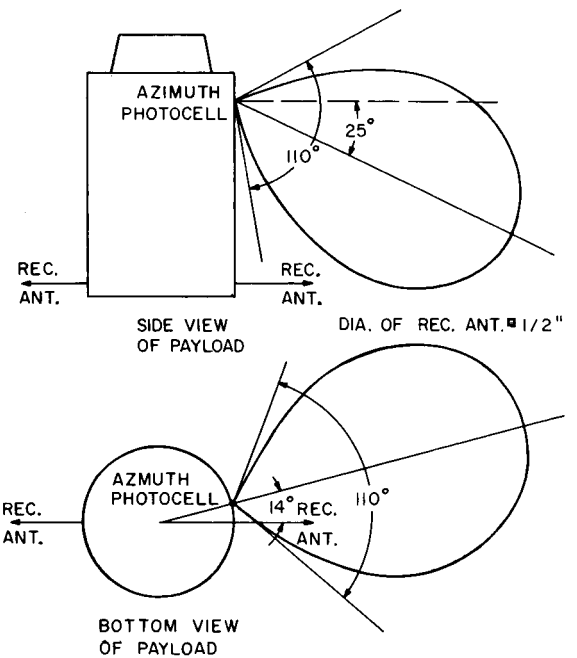 AZIMUTH
PHOTOCELL
25°
110°
REC.
ANT.
REC.
ANT.
SIDE VIEW
OF PAYLOAD
DIA. OF REC. ANT. = 1/2"
AZMUTH
PHOTOCELL
14°
REC.
ANT.
110°
REC.
ANT.
BOTTOM VIEW
OF PAYLOAD